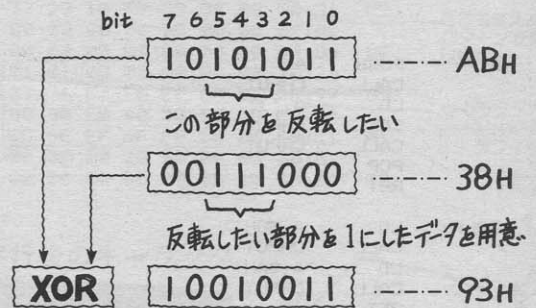 bit 7 6 5 4 3 2 1 0
10101011 ABH
この部分を反転したい
00111000 38H
反転したい部分を1にしたデータを用意
XOR 10010011 93H